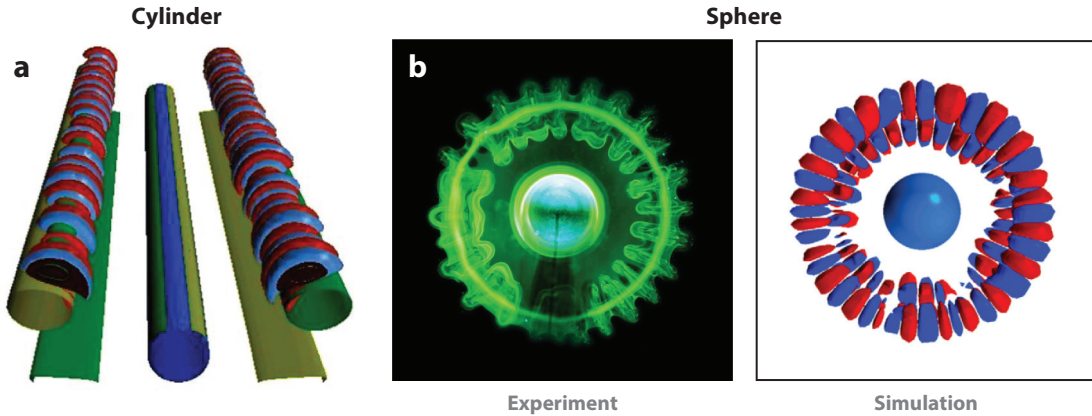 Cylinder
Sphere
a
b
Experiment
Simulation